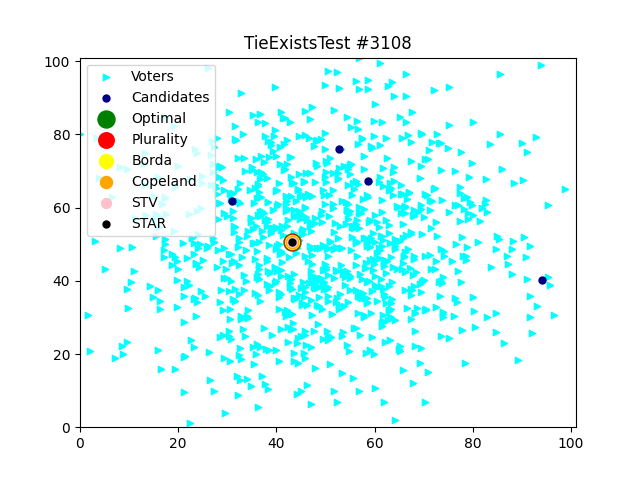 TieExistsTest #3108
100
80
60
40
20
0
0
20
40
60
80
100
Voters
Candidates
Optimal
Plurality
Borda
Copeland
STV
STAR